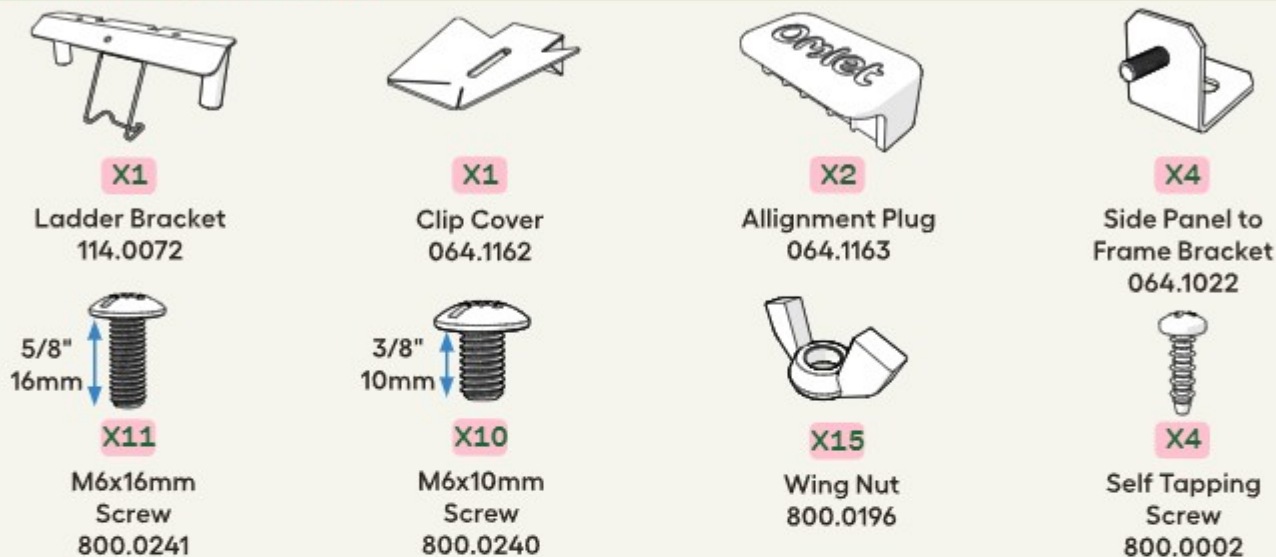 omlet
X1
Ladder Bracket
114.0072
X1
Clip Cover
064.1162
X2
Allignment Plug
064.1163
X4
Side Panel to
Frame Bracket
064.1022
5/8"
16mm
X11
M6x16mm
Screw
800.0241
3/8"
10mm
X10
M6x10mm
Screw
800.0240
X15
Wing Nut
800.0196
X4
Self Tapping
Screw
800.0002